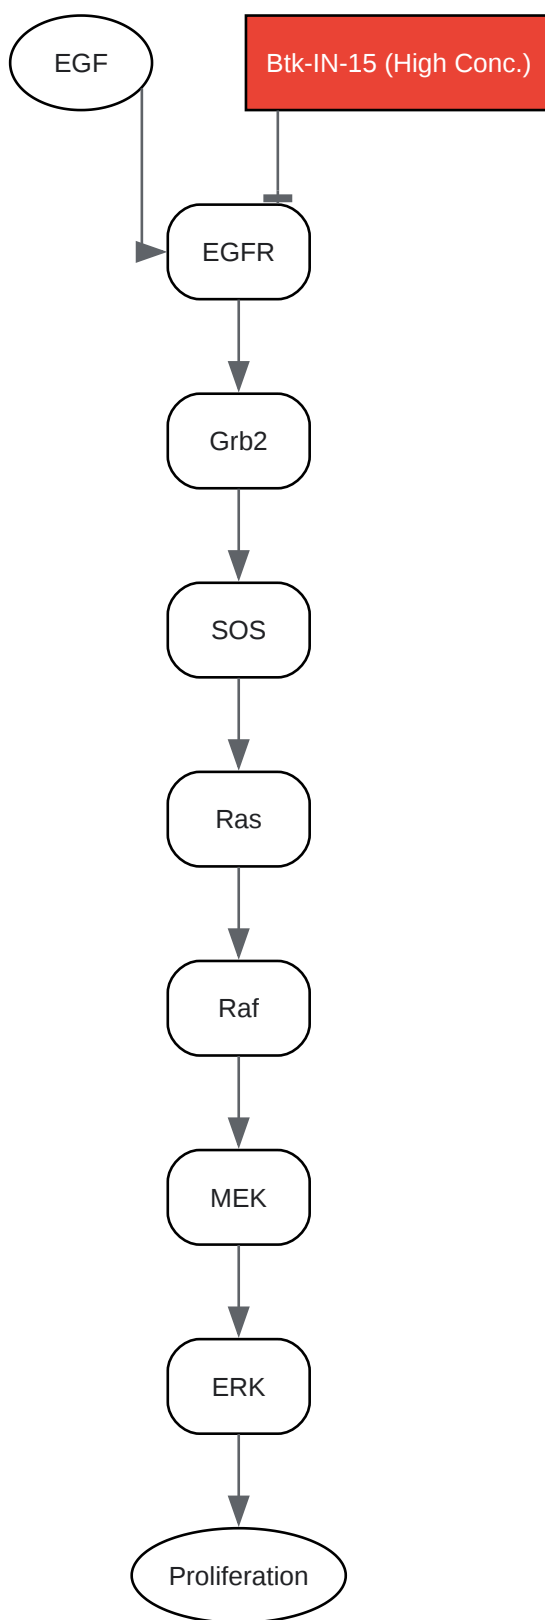 EGF
Btk-IN-15 (High Conc.)
EGFR
Grb2
SOS
Ras
Raf
MEK
ERK
Proliferation